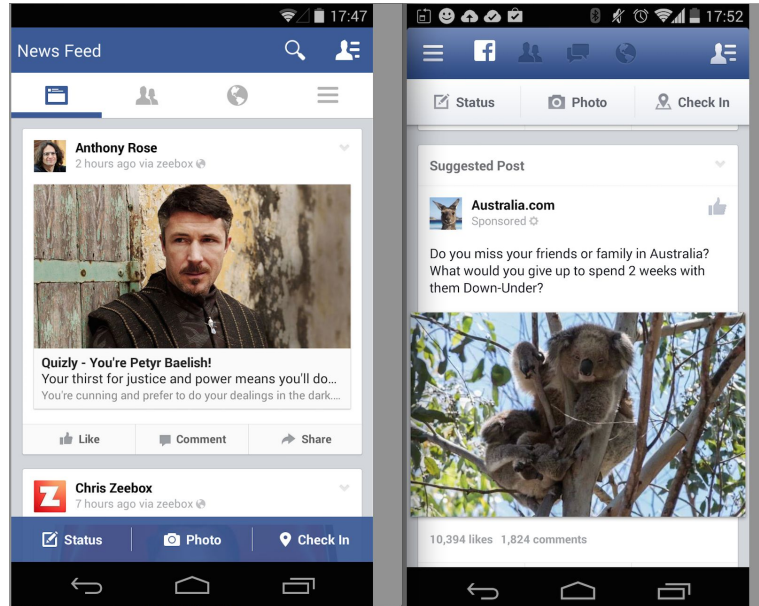 17:47
News Feed
Anthony Rose
2 hours ago via zeebox
Quizly - You're Petyr Baelish!
Your thirst for justice and power means you'll do...
You're cunning and prefer to do your dealings in the dark....
Like
Comment
Share
Z
Chris Zeebox
7 hours ago via zeebox
Status
Photo
Check In
17:52
f
Status
Photo
Check In
Suggested Post
Australia.com
Sponsored
Do you miss your friends or family in Australia?
What would you give up to spend 2 weeks with
them Down-Under?
10,394 likes 1,824 comments